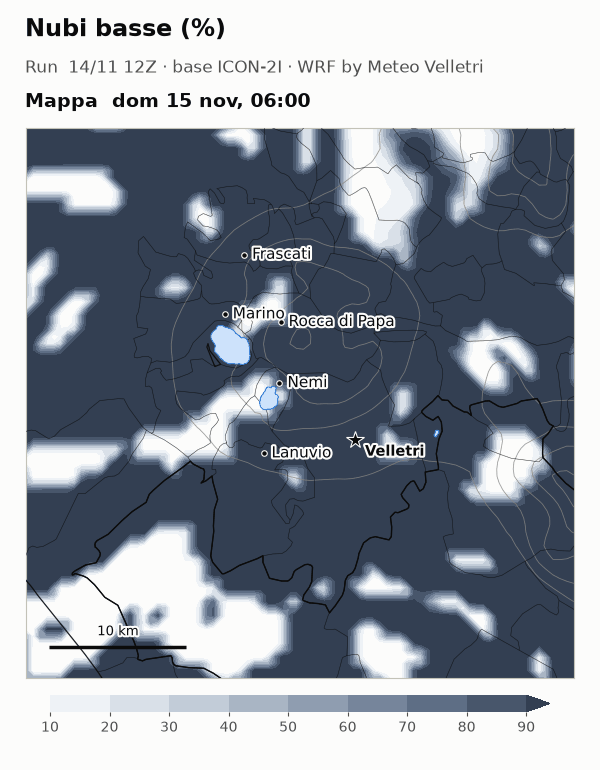 Nubi basse (%)
Run 14/11 12Z · base ICON-2I · WRF by Meteo Velletri
Mappa dom 15 nov, 06:00
Frascati
Marino
Rocca di Papa
Nemi
Lanuvio
Velletri
10 km
10 20 30 40 50 60 70 80 90